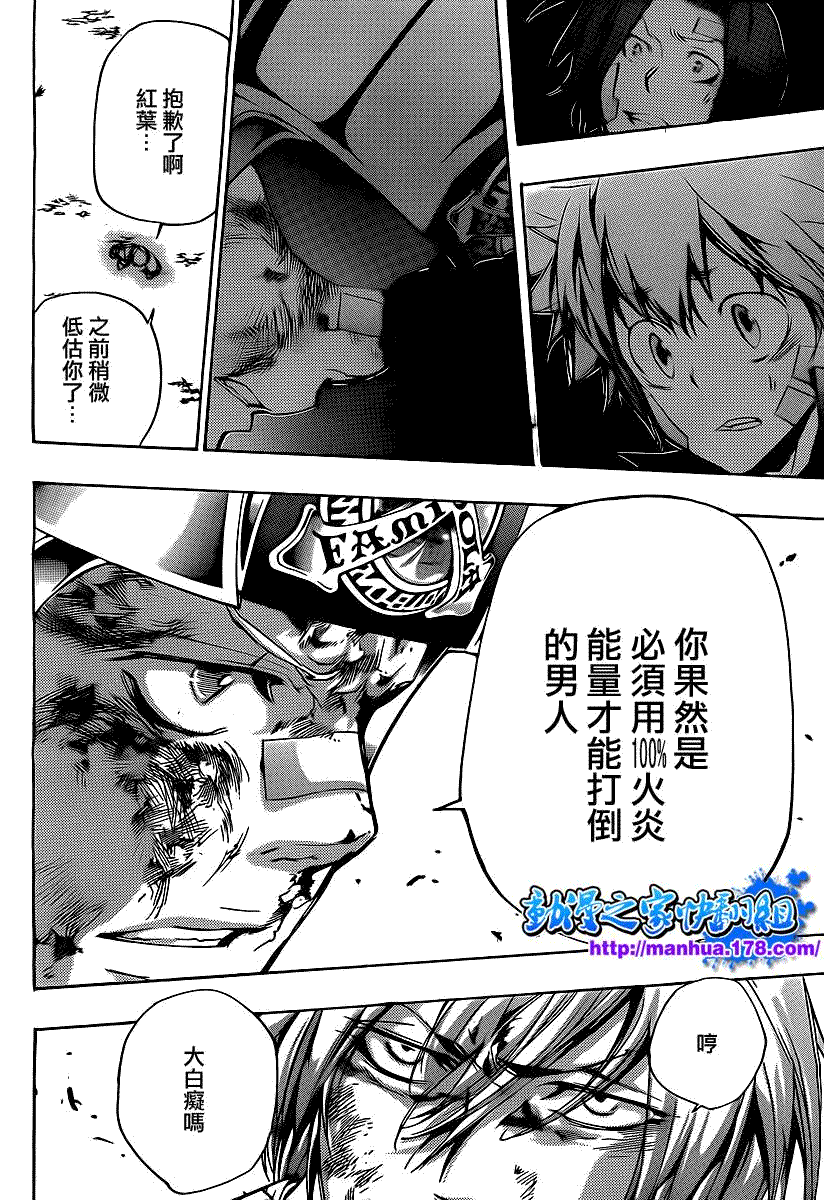 抱歉了啊
紅葉…
之前稍微
低估你了…
FAMIGLIA
你果然是
必須用100%火炎
能量才能打倒
的男人
動漫之家快翻組
http://manhua.178.com/
哼
大白癡嗎